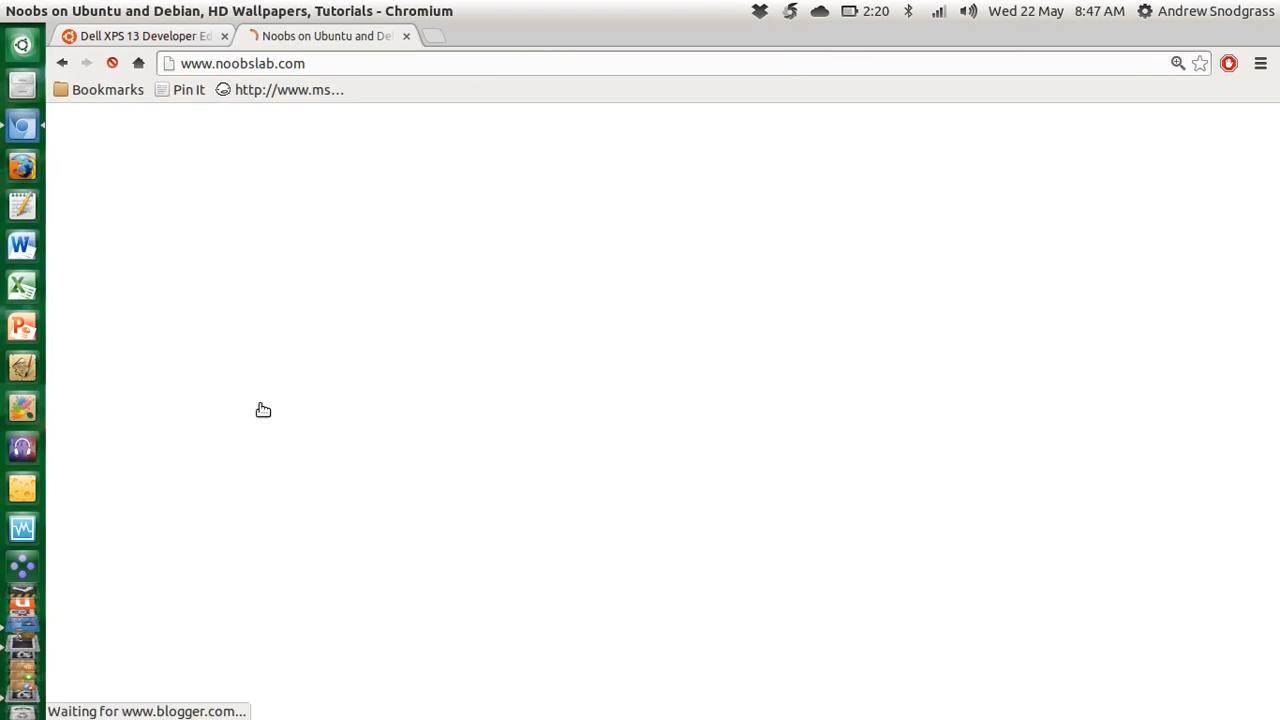 Noobs on Ubuntu and Debian, HD Wallpapers, Tutorials - Chromium
2:20
Wed 22 May
8:47 AM
Andrew Snodgrass
Dell XPS 13 Developer Ed
Noobs on Ubuntu and De
www.noobslab.com
Bookmarks
Pin It
http://www.ms...
Waiting for www.blogger.com...